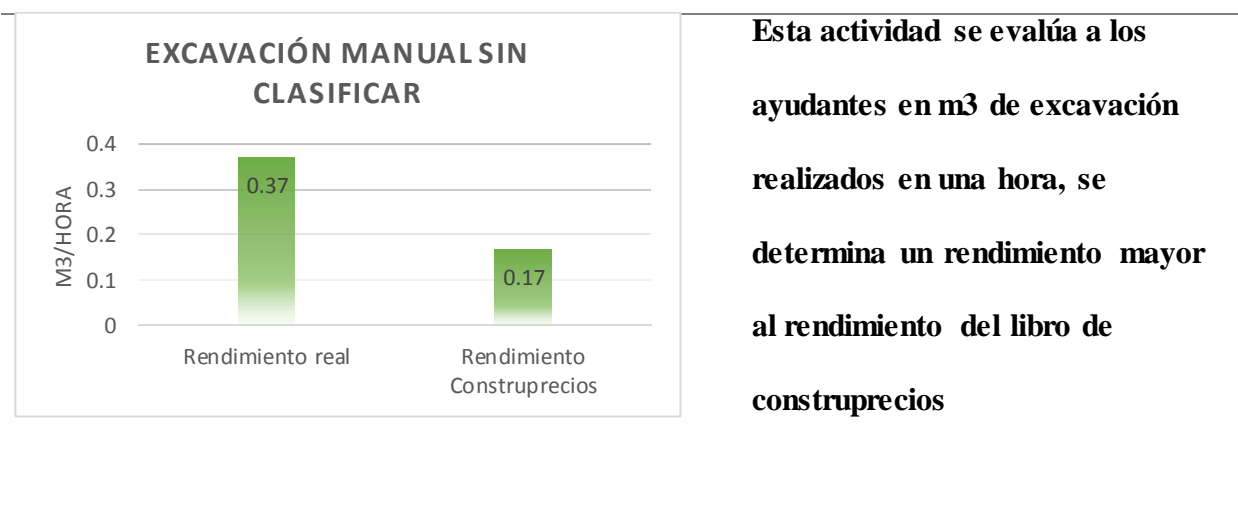 EXCAVACIÓN MANUAL SIN
CLASIFICAR
M3/HORA
0.4
0.3
0.2
0.1
0
0.37
0.17
Rendimiento real
Rendimiento
Construprecios
Esta actividad se evalúa a los
ayudantes en m3 de excavación
realizados en una hora, se
determina un rendimiento mayor
al rendimiento del libro de
construprecios